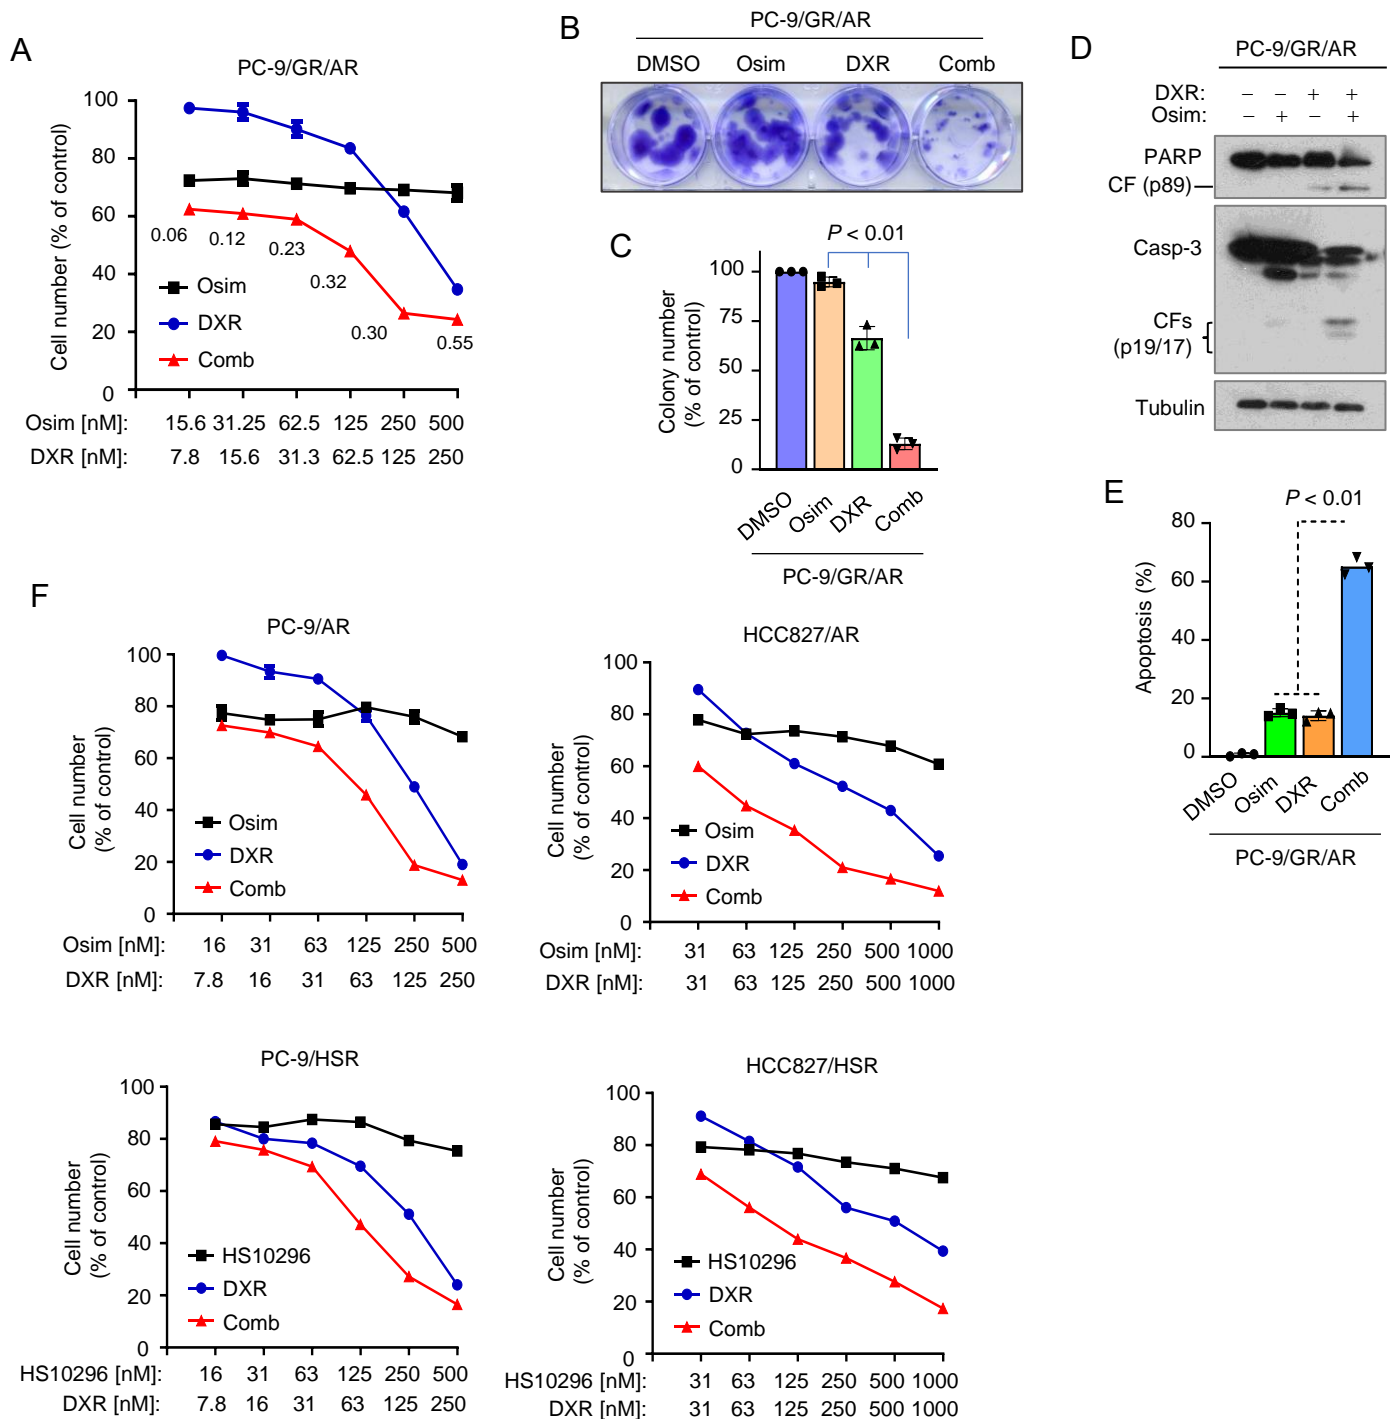 A
PC-9/GR/AR
Cell number (% of control)
100
80
60
40
20
0
0.06
0.12
0.23
0.32
0.30
0.55
Osim
DXR
Comb
Osim [nM]: 15.6 31.25 62.5 125 250 500
DXR [nM]: 7.8 15.6 31.3 62.5 125 250
B
PC-9/GR/AR
DMSO Osim DXR Comb
C
P < 0.01
Colony number
(% of control)
100
75
50
25
0
DMSO
Osim
DXR
Comb
PC-9/GR/AR
D
PC-9/GR/AR
DXR: − − + +
Osim: − + − +
PARP
CF (p89)
Casp-3
CFs
(p19/17)
Tubulin
E
P < 0.01
Apoptosis (%)
80
60
40
20
0
DMSO
Osim
DXR
Comb
PC-9/GR/AR
F
PC-9/AR
Cell number
(% of control)
100
80
60
40
20
0
Osim
DXR
Comb
Osim [nM]: 16 31 63 125 250 500
DXR [nM]: 7.8 16 31 63 125 250
HCC827/AR
Cell number
(% of control)
100
80
60
40
20
0
Osim
DXR
Comb
Osim [nM]: 31 63 125 250 500 1000
DXR [nM]: 31 63 125 250 500 1000
PC-9/HSR
Cell number
(% of control)
100
80
60
40
20
0
HS10296
DXR
Comb
HS10296 [nM]: 16 31 63 125 250 500
DXR [nM]: 7.8 16 31 63 125 250
HCC827/HSR
Cell number
(% of control)
100
80
60
40
20
0
HS10296
DXR
Comb
HS10296 [nM]: 31 63 125 250 500 1000
DXR [nM]: 31 63 125 250 500 1000